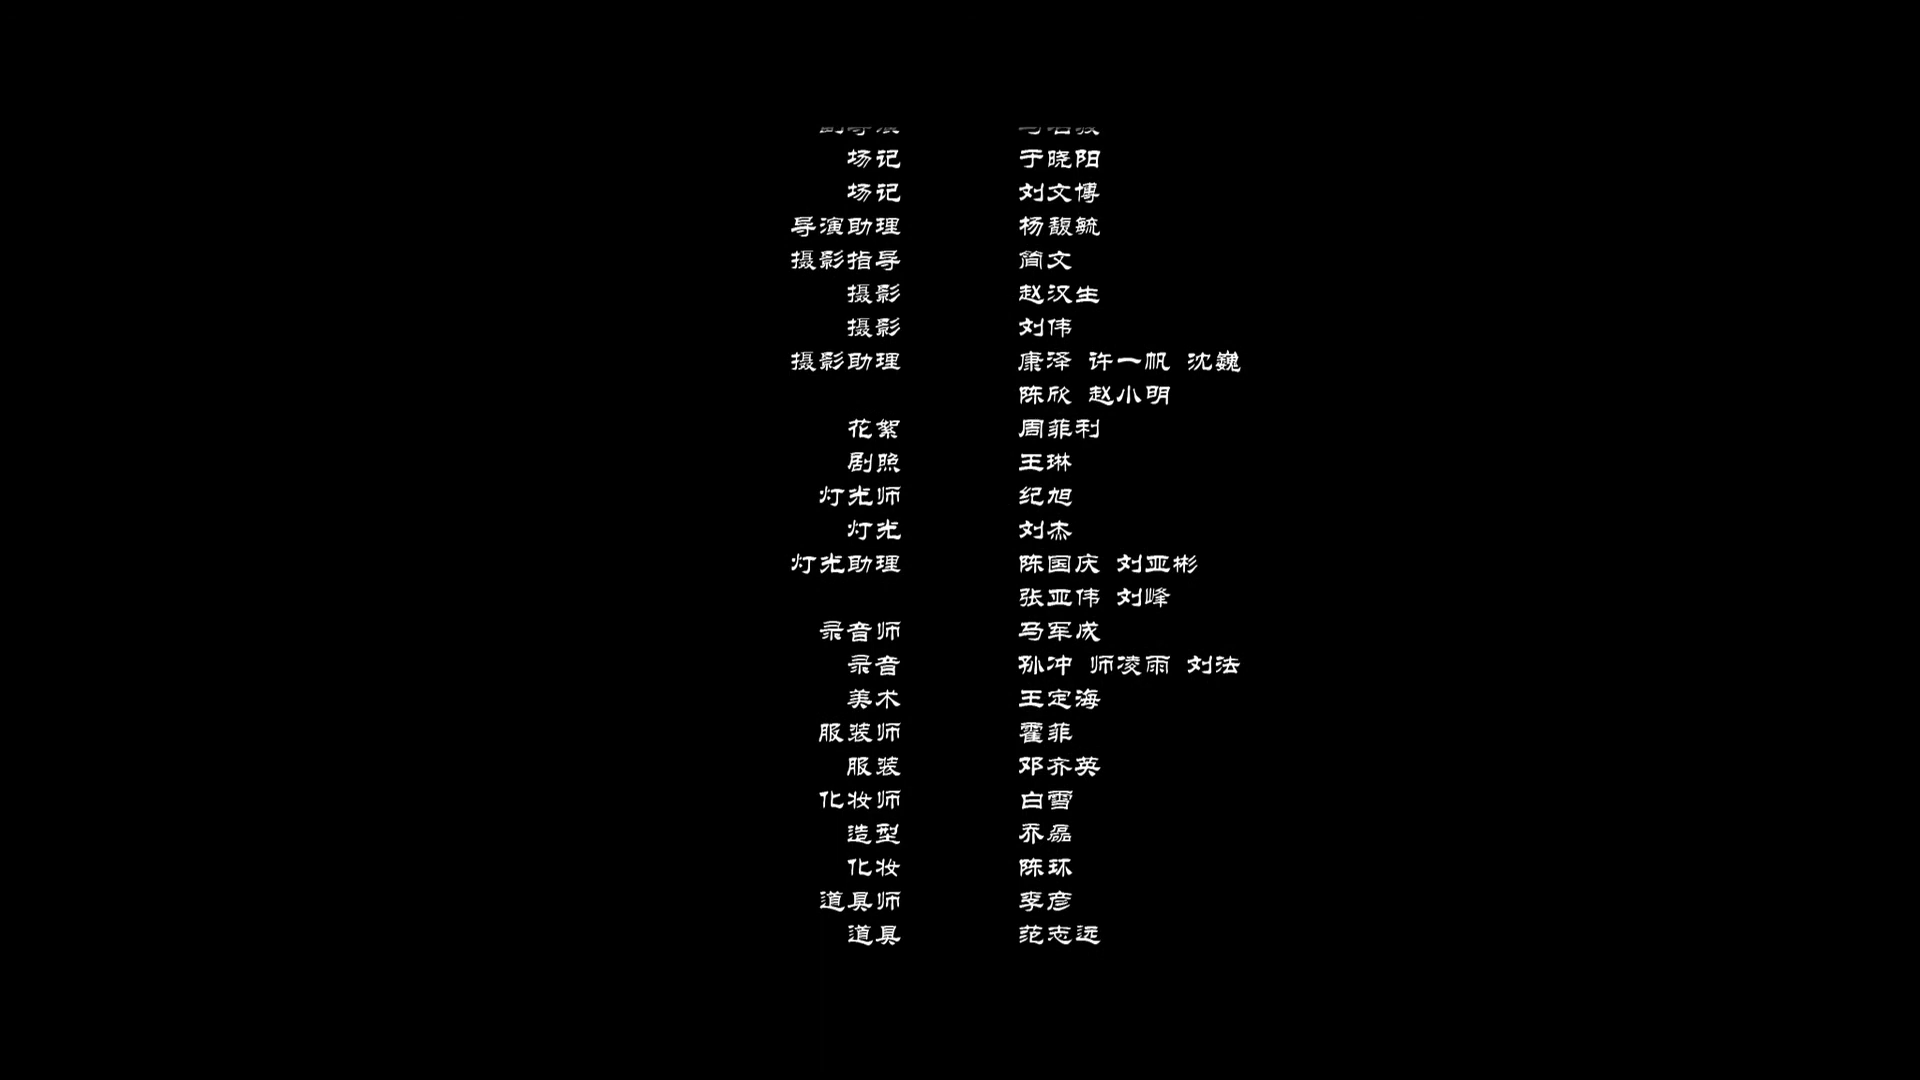 副导演
场记 于晓阳
场记 刘文博
导演助理 杨馥毓
摄影指导 简文
摄影 赵汉生
摄影 刘伟
摄影助理 康泽 许一帆 沈巍
陈欣 赵小明
花絮 周菲利
剧照 王琳
灯光师 纪旭
灯光 刘杰
灯光助理 陈国庆 刘亚彬
张亚伟 刘峰
录音师 马军成
录音 孙冲 师凌雨 刘法
美术 王定海
服装师 霍菲
服装 邓齐英
化妆师 白雪
造型 乔磊
化妆 陈环
道具师 李彦
道具 范志远